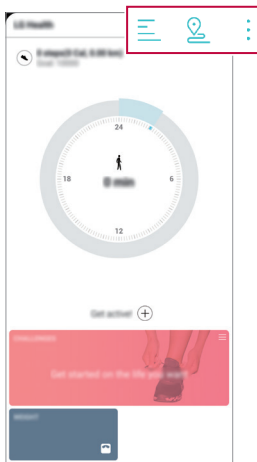 LG Health
24
18
6
0 min
12
Get active!
CHALLENGES
Get started on the life you want
WEIGHT